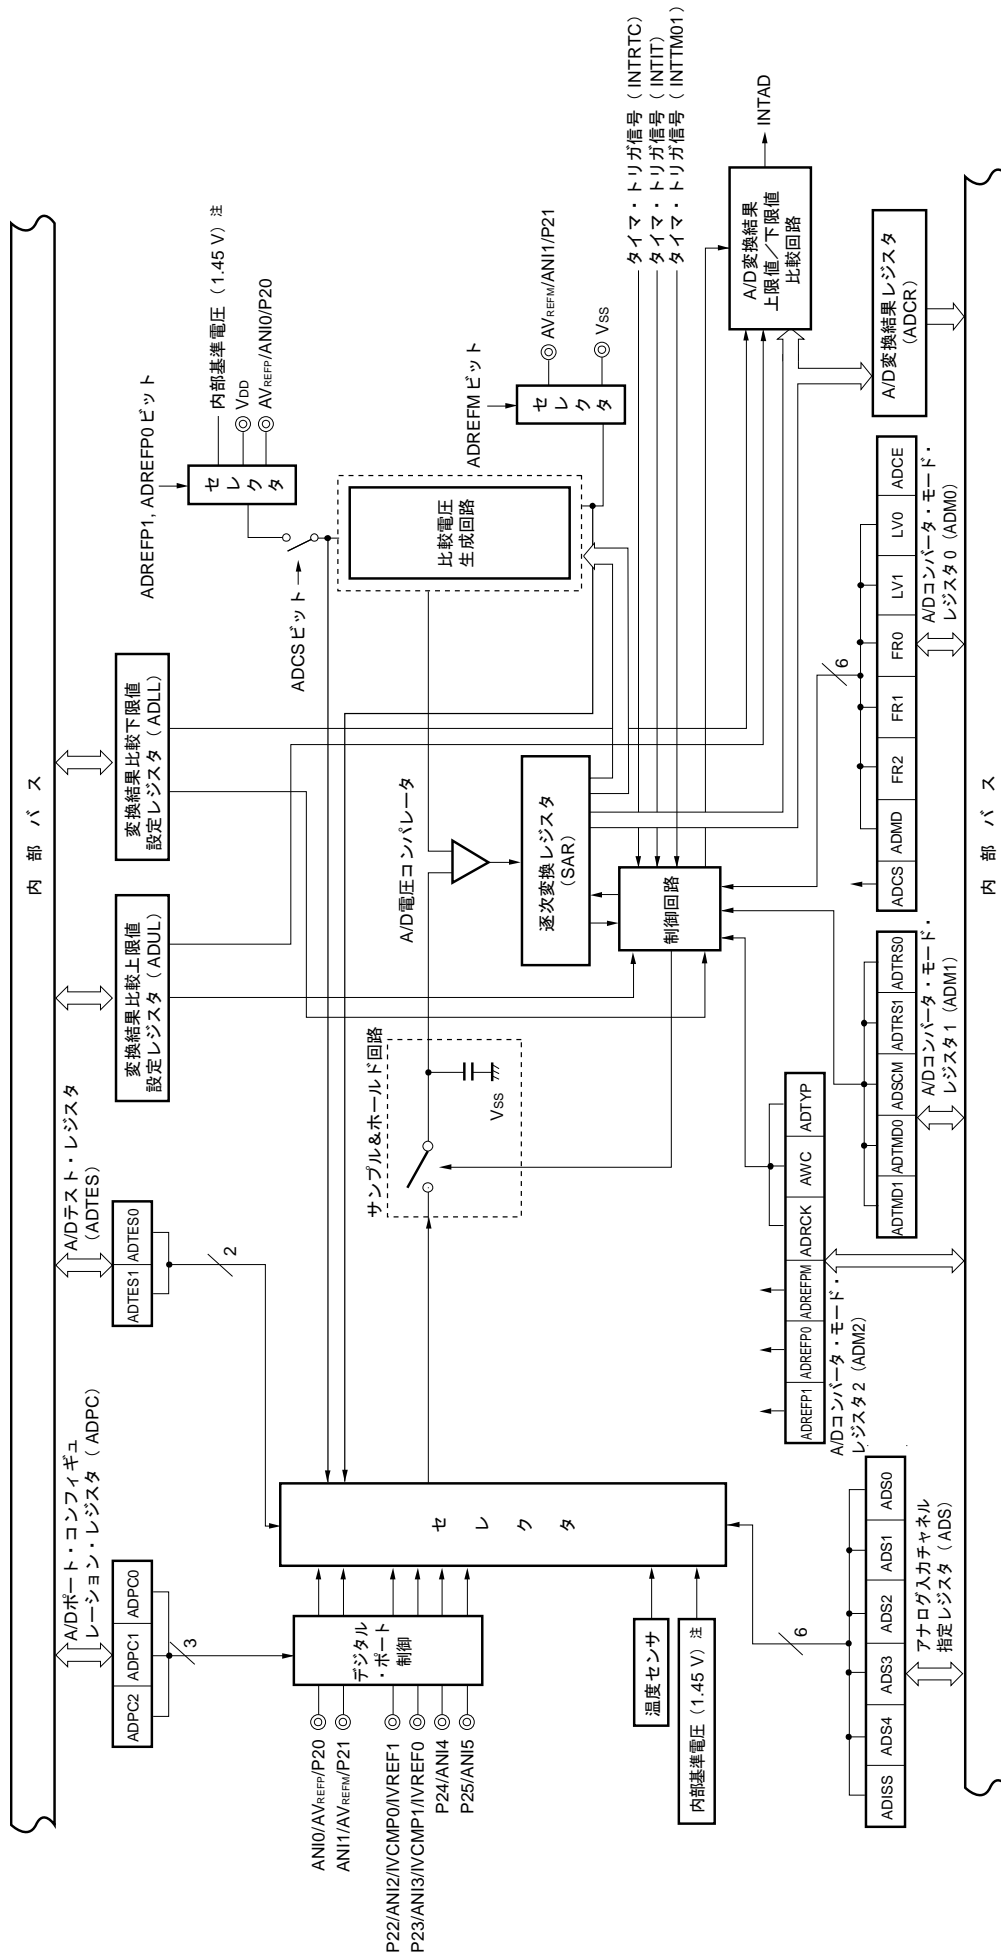 内 部 バ ス
A/Dポート・コンフィギュ
レーション・レジスタ（ADPC）
ADPC2 ADPC1 ADPC0
3
A/Dテスト・レジスタ
（ADTES）
ADTES1 ADTES0
2
変換結果比較上限値
設定レジスタ（ADUL）
変換結果比較下限値
設定レジスタ（ADLL）
ADREFP1, ADREFP0 ビット
セレクタ
内部基準電圧（1.45 V）注
VDD
AVREFP/ANI0/P20
ADCSビット
デジタル
・ポート
制御
ANI0/AVREFP/P20
ANI1/AVREFM/P21
P22/ANI2/IVCMP0/IVREF1
P23/ANI3/IVCMP1/IVREF0
P24/ANI4
P25/ANI5
セ レ ク タ
サンプル&ホールド回路
VSS
A/D電圧コンパレータ
比較電圧
生成回路
ADREFM ビット
セレクタ
AVREFM/ANI1/P21
VSS
逐次変換レジスタ
（SAR）
タイマ・トリガ信号（INTRTC）
タイマ・トリガ信号（INTIT）
タイマ・トリガ信号（INTTM01）
温度センサ
内部基準電圧（1.45 V）注
制御回路
A/D変換結果
上限値／下限値
比較回路
INTAD
6
ADISS ADS4 ADS3 ADS2 ADS1 ADS0
アナログ入力チャネル
指定レジスタ（ADS）
ADREFP1 ADREFP0 ADREFPM ADRCK AWC ADTYP
A/Dコンバータ・モード・
レジスタ2（ADM2）
ADTMD1 ADTMD0 ADSCM ADTRS1 ADTRS0
A/Dコンバータ・モード・
レジスタ1（ADM1）
6
ADCS ADMD FR2 FR1 FR0 LV1 LV0 ADCE
A/Dコンバータ・モード・
レジスタ0（ADM0）
A/D変換結果レジスタ
（ADCR）
内 部 バ ス